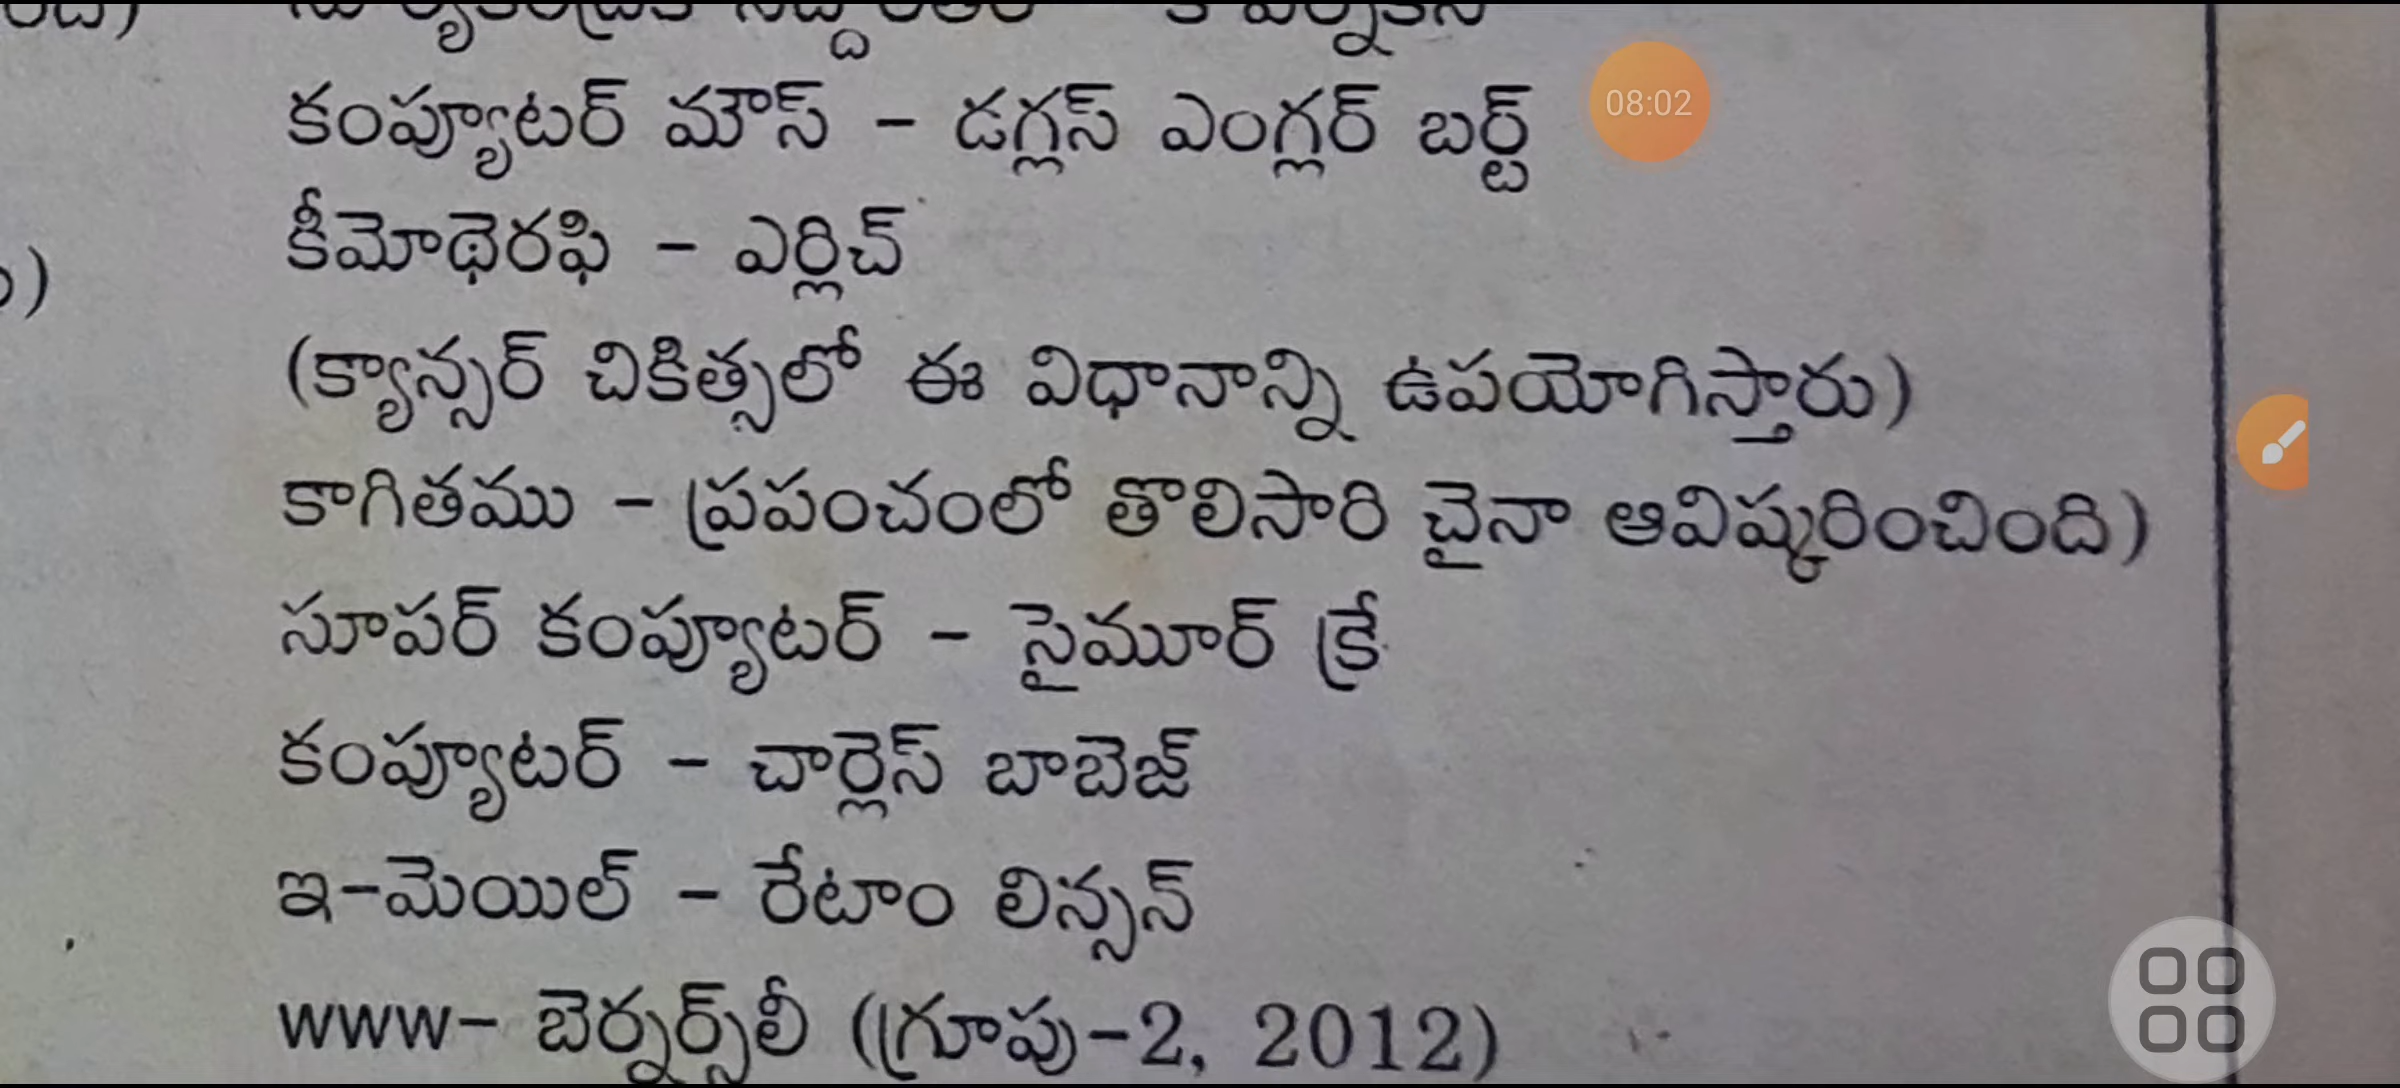 కంప్యూటర్ మౌస్ - డగ్లస్ ఎంగ్లర్ బర్ట్
08:02
కీమోథెరఫి - ఎర్లిచ్
(క్యాన్సర్ చికిత్సలో ఈ విధానాన్ని ఉపయోగిస్తారు)
కాగితము - ప్రపంచంలో తొలిసారి చైనా ఆవిష్కరించింది)
సూపర్ కంప్యూటర్ - సైమూర్ క్రే
కంప్యూటర్ - చార్లెస్ బాబెజ్
ఇ-మెయిల్ - రేటాం లిన్సన్
www- బెర్నర్స్‌లీ ((గ్రూపు-2, 2012)